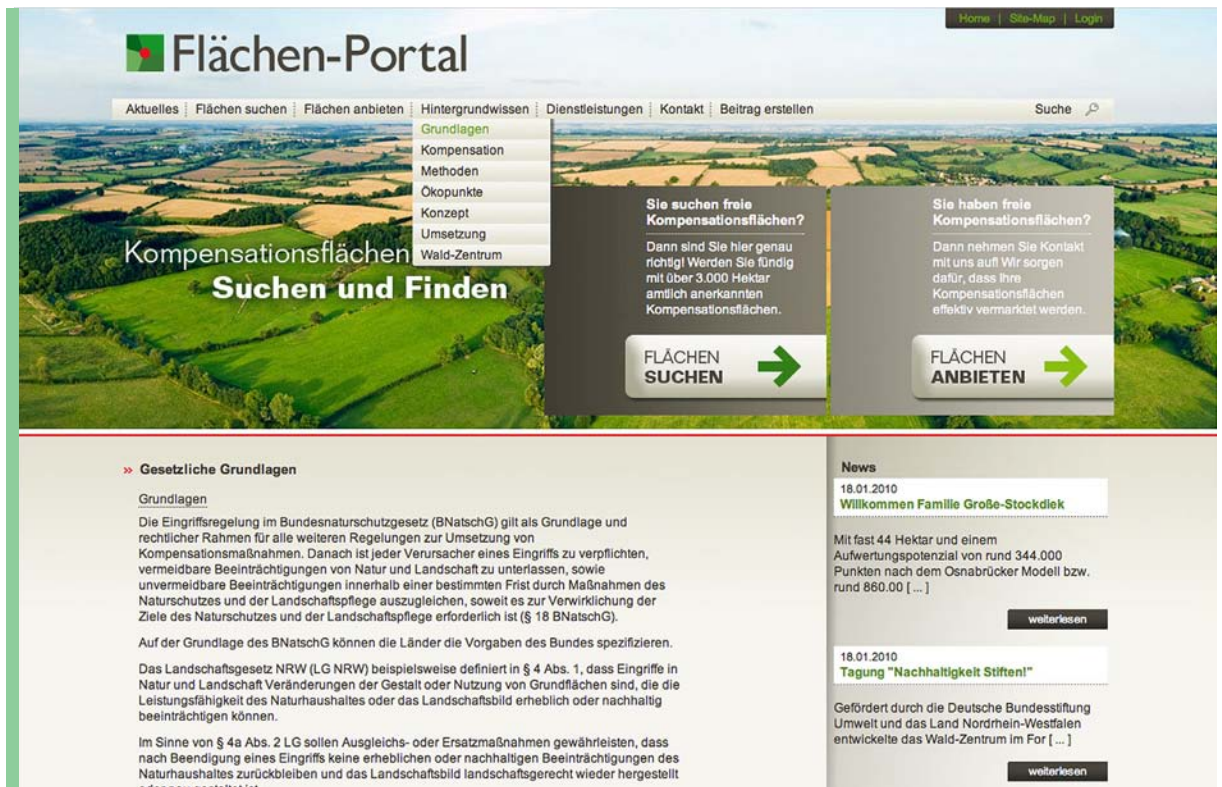 Home | Site-Map | Login
Flächen-Portal
Aktuelles Flächen suchen Flächen anbieten Hintergrundwissen Dienstleistungen Kontakt Beitrag erstellen Suche
Grundlagen
Kompensation
Methoden
Ökopunkte
Konzept
Umsetzung
Wald-Zentrum
Kompensationsflächen
Suchen und Finden
Sie suchen freie
Kompensationsflächen?
Dann sind Sie hier genau
richtig! Werden Sie fündig
mit über 3.000 Hektar
amtlich anerkannten
Kompensationsflächen.
FLÄCHEN
SUCHEN
Sie haben freie
Kompensationsflächen?
Dann nehmen Sie Kontakt
mit uns auf! Wir sorgen
dafür, dass Ihre
Kompensationsflächen
effektiv vermarktet werden.
FLÄCHEN
ANBIETEN
» Gesetzliche Grundlagen
Grundlagen
Die Eingriffsregelung im Bundesnaturschutzgesetz (BNatschG) gilt als Grundlage und
rechtlicher Rahmen für alle weiteren Regelungen zur Umsetzung von
Kompensationsmaßnahmen. Danach ist jeder Verursacher eines Eingriffs zu verpflichten,
vermeidbare Beeinträchtigungen von Natur und Landschaft zu unterlassen, sowie
unvermeidbare Beeinträchtigungen innerhalb einer bestimmten Frist durch Maßnahmen des
Naturschutzes und der Landschaftspflege auszugleichen, soweit es zur Verwirklichung der
Ziele des Naturschutzes und der Landschaftspflege erforderlich ist (§ 18 BNatschG).
Auf der Grundlage des BNatschG können die Länder die Vorgaben des Bundes spezifizieren.
Das Landschaftsgesetz NRW (LG NRW) beispielsweise definiert in § 4 Abs. 1, dass Eingriffe in
Natur und Landschaft Veränderungen der Gestalt oder Nutzung von Grundflächen sind, die die
Leistungsfähigkeit des Naturhaushaltes oder das Landschaftsbild erheblich oder nachhaltig
beeinträchtigen können.
Im Sinne von § 4a Abs. 2 LG sollen Ausgleichs- oder Ersatzmaßnahmen gewährleisten, dass
nach Beendigung eines Eingriffs keine erheblichen oder nachhaltigen Beeinträchtigungen des
Naturhaushaltes zurückbleiben und das Landschaftsbild landschaftsgerecht wieder hergestellt
News
18.01.2010
Willkommen Familie Große-Stockdiek
Mit fast 44 Hektar und einem
Aufwertungspotenzial von rund 344.000
Punkten nach dem Osnabrücker Modell bzw.
rund 860.00 [ ... ]
weiterlesen
18.01.2010
Tagung "Nachhaltigkeit Stiften!"
Gefördert durch die Deutsche Bundesstiftung
Umwelt und das Land Nordrhein-Westfalen
entwickelte das Wald-Zentrum im For [ ... ]
weiterlesen